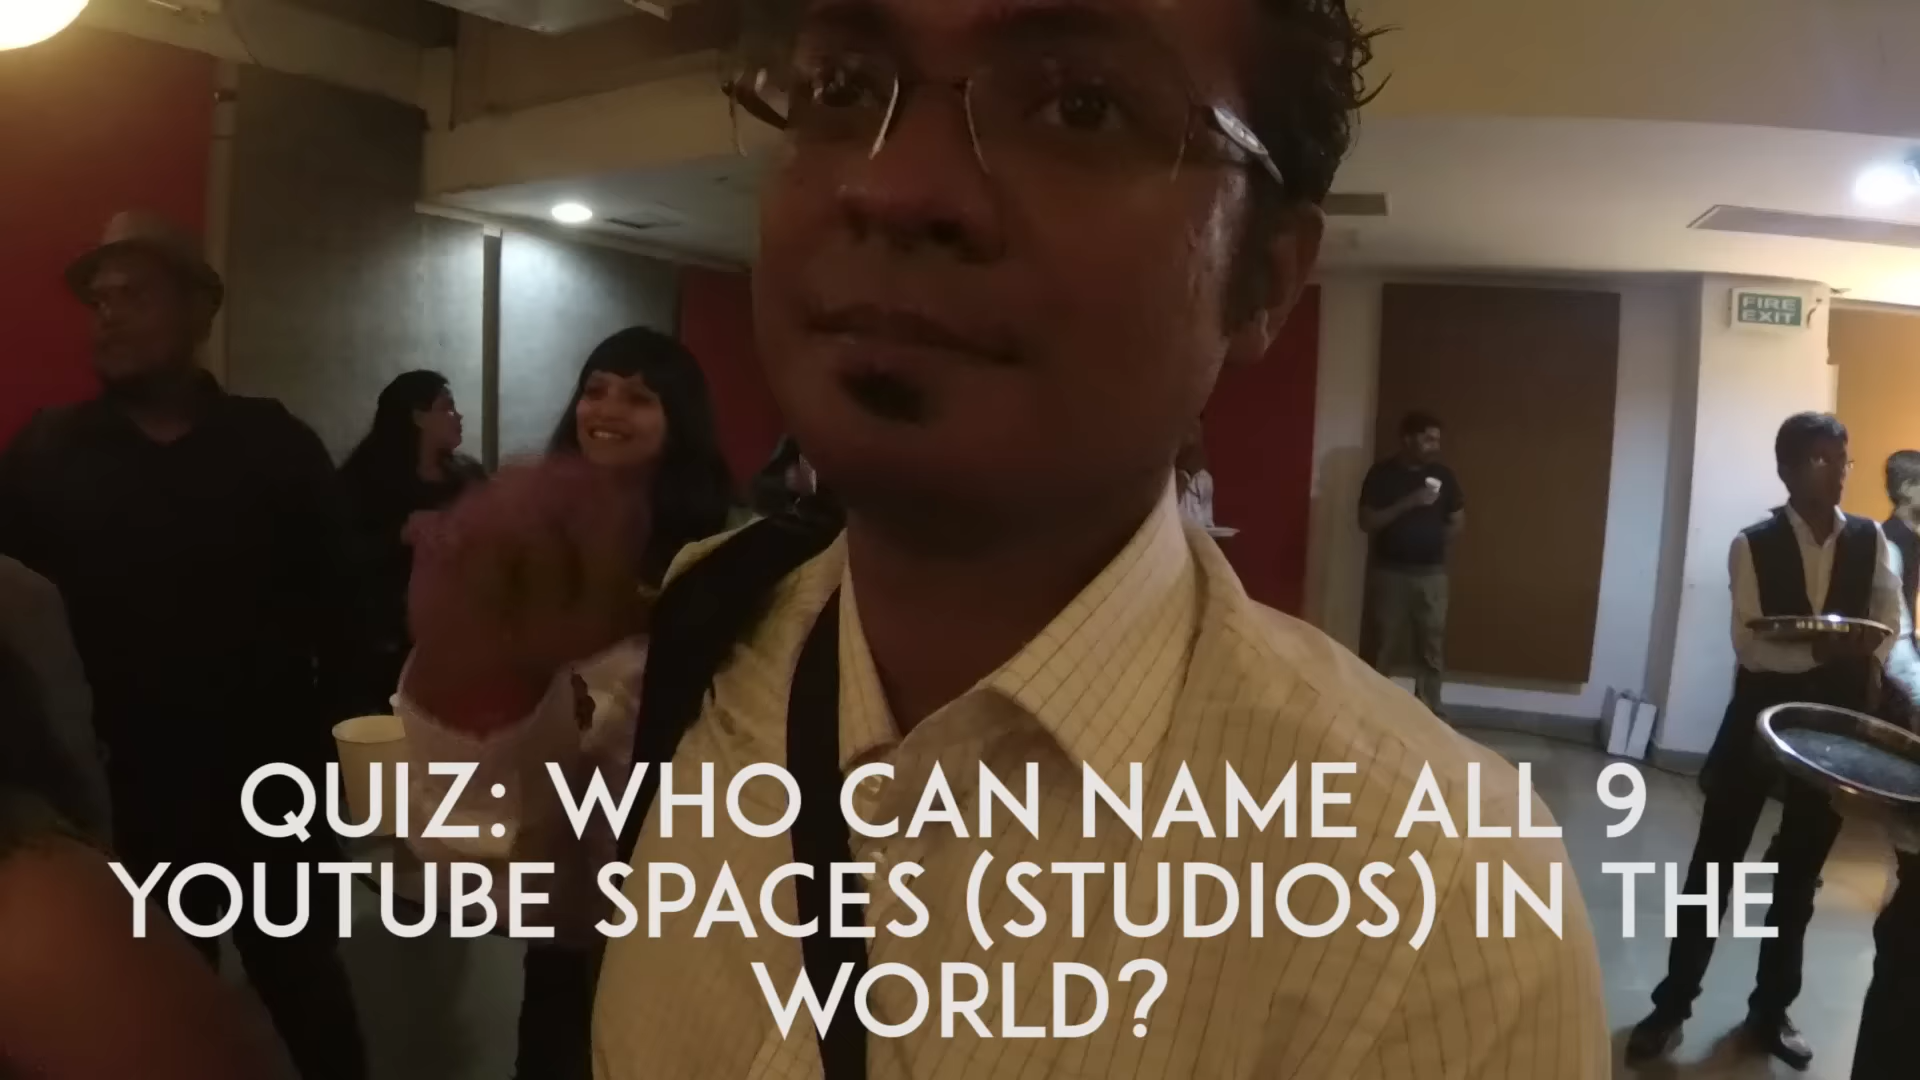 FIRE
EXIT
QUIZ: WHO CAN NAME ALL 9
YOUTUBE SPACES (STUDIOS) IN THE
WORLD?